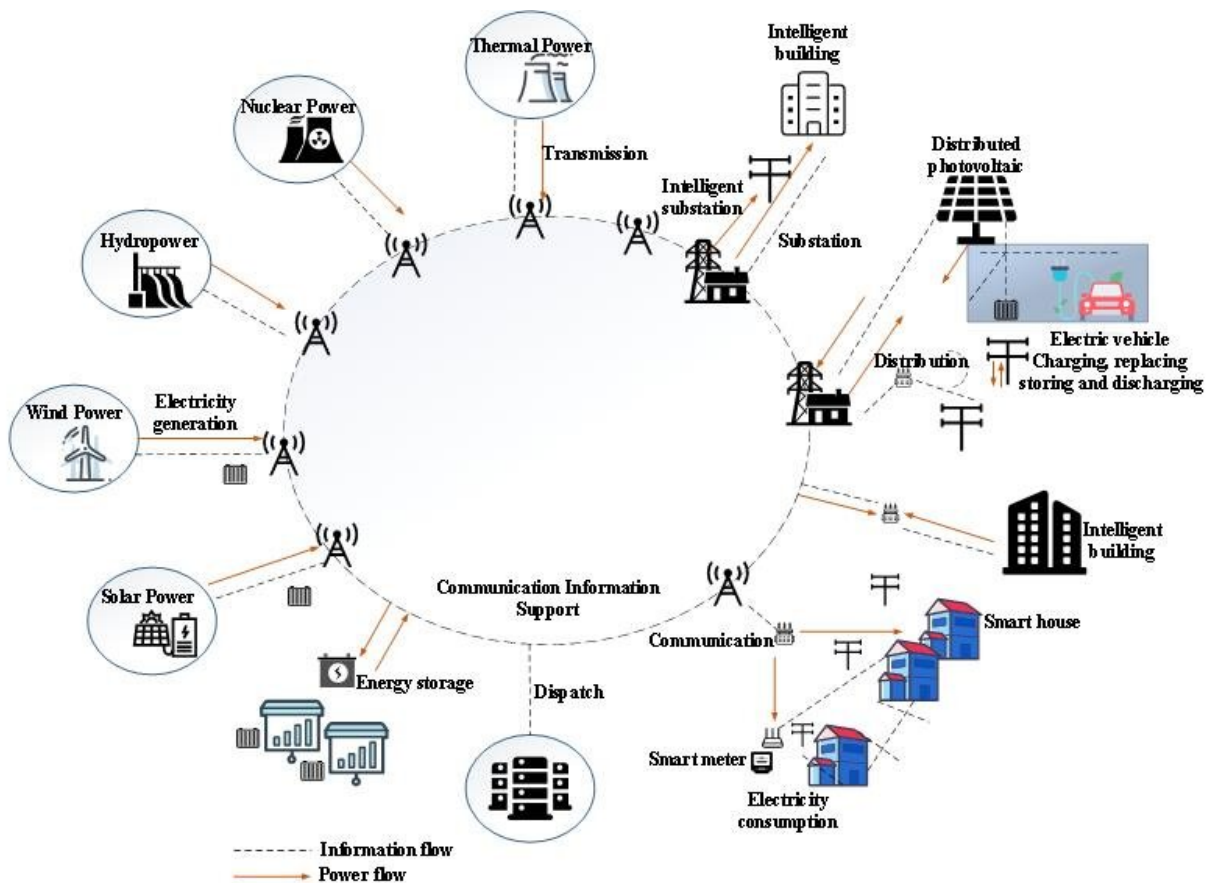 Thermal Power
Intelligent
building
Nuclear Power
Transmission
Distributed
photovoltaic
Intelligent
substation
Hydropower
Substation
Electric vehicle
Charging, replacing
storing and discharging
Distribution
Wind Power
Electricity
generation
Intelligent
building
Solar Power
Communication Information
Support
Smart house
Communication
Energy storage
Dispatch
Smart meter
Electricity
consumption
Information flow
Power flow